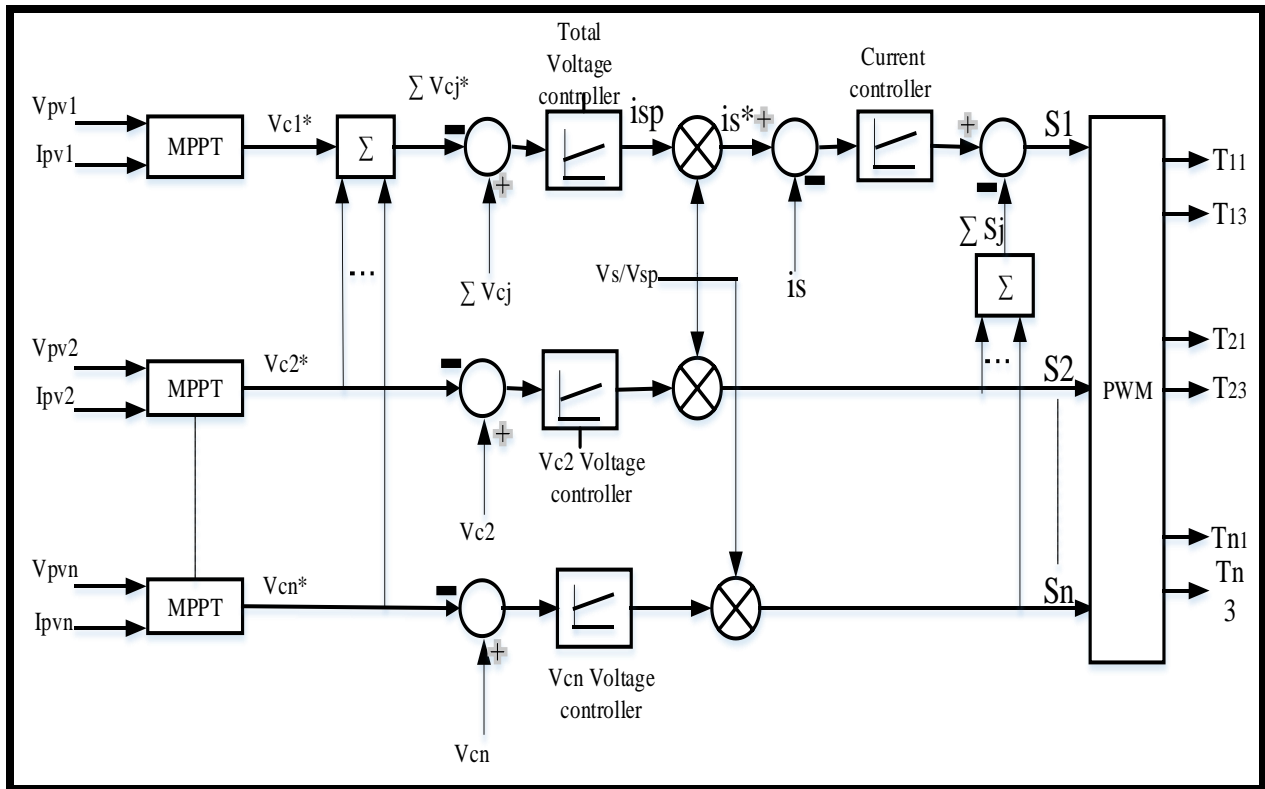 Total
Voltage
controller
Current
controller
∑ Vcj*
Vpv1
Ipv1
MPPT
Vc1*
∑
isp
is*
S1
T11
T13
∑ Vcj
Vs/Vsp
is
∑ Sj
∑
...
...
Vpv2
Ipv2
MPPT
Vc2*
S2
PWM
T21
T23
Vc2 Voltage
controller
Vc2
Vpvn
Ipvn
MPPT
Vcn*
Sn
Tn1
Tn
3
Vcn Voltage
controller
Vcn